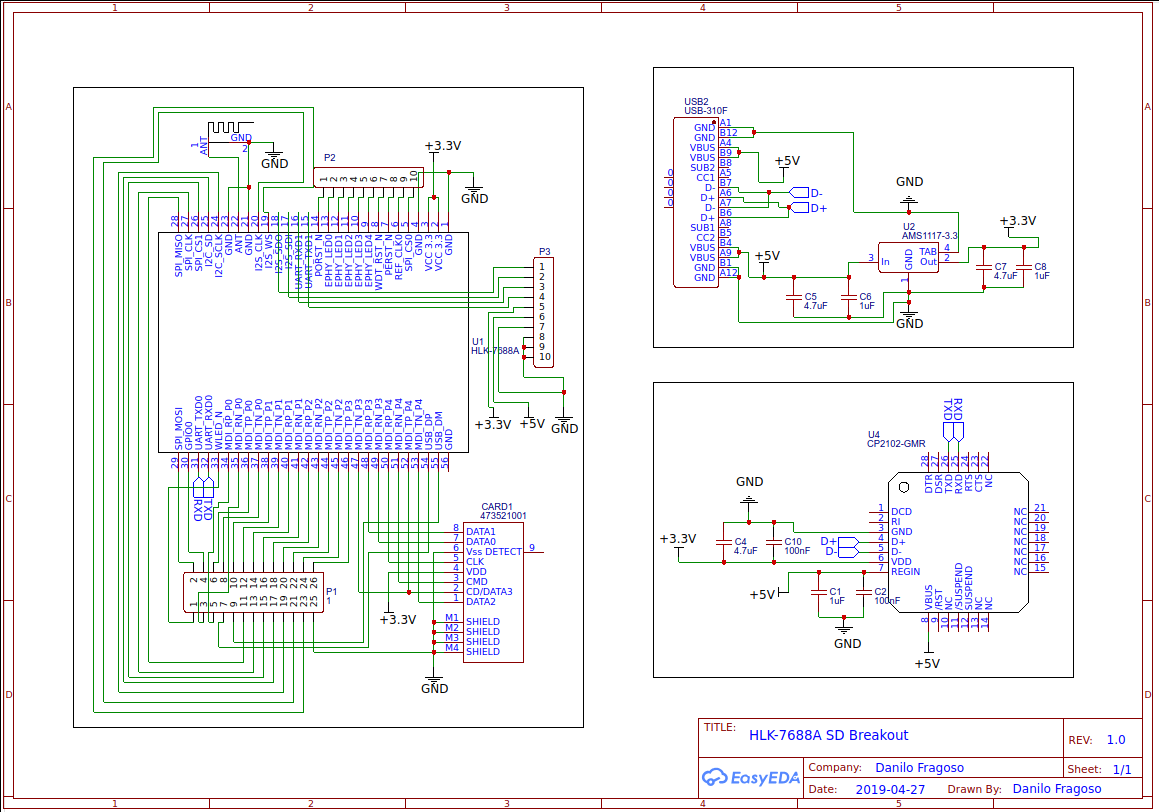 1 2 3 4 5
A A
B B
C C
D D
1 2 3 4 5
ANT
1
GND
2
GND
P2
1 2 3 4 5 6 7 8 9 10
+3.3V
GND
28 27 26 25 24 23 22 21 20 19 18 17 16 15 14 13 12 11 10 9 8 7 6 5 4 3 2 1
SPI_MISO
SPI_CLK
SPI_CS1
I2C_SD
I2C_SCLK
GND
ANT
GND
I2S_CLK
I2S_WS
I2S_SDO
I2S_SDI
UART_RXD1
UART_TXD1
PORST_N
EPHY_LED0
EPHY_LED1
EPHY_LED2
EPHY_LED3
EPHY_LED4
WDT_RST_N
PERST_N
REF_CLK0
SPI_CS0
GND
VCC 3.3
VCC 3.3
GND
P3
1
2
3
4
5
6
7
8
9
10
U1
HLK-7688A
+3.3V
+5V
GND
SPI_MOSI
GPIO0
UART_TXD0
UART_RXD0
WLED_N
MDI_RP_P0
MDI_RN_P0
MDI_TP_P0
MDI_TN_P0
MDI_TP_P1
MDI_TN_P1
MDI_RP_P1
MDI_RN_P1
MDI_RP_P2
MDI_RN_P2
MDI_TP_P2
MDI_TN_P2
MDI_TP_P3
MDI_TN_P3
MDI_RP_P3
MDI_RN_P3
MDI_RP_P4
MDI_RN_P4
MDI_TP_P4
MDI_TN_P4
USB_DP
USB_DM
GND
29 30 31 32 33 34 35 36 37 38 39 40 41 42 43 44 45 46 47 48 49 50 51 52 53 54 55 56
RXD
TXD
2 4 6 8 10 12 14 16 18 20 22 24 26
1 3 5 7 9 11 13 15 17 19 21 23 25
P1
1
CARD1
473521001
8 DATA1
7 DATA0
6 Vss DETECT 9
5 CLK
4 VDD
3 CMD
2 CD/DATA3
1 DATA2
M1 SHIELD
M2 SHIELD
M3 SHIELD
M4 SHIELD
+3.3V
GND
USB2
USB-310F
GND A1
GND B12
VBUS A4
VBUS B9
SUB2 B8
CC1 A5
D- B7
D+ A6
D- A7
D+ B6
SUB1 A8
CC2 B5
VBUS B4
VBUS A9
GND B1
GND A12
0
0
0
0
+5V
D-
D+
+5V
GND
U2
AMS1117-3.3
3 In
GND
1
TAB 4
Out 2
+3.3V
C5
4.7uF
C6
1uF
C7
4.7uF
C8
1uF
GND
TXD
RXD
U4
CP2102-GMR
28 27 26 25 24 23 22
DTR
DSR
TXD
RXD
RTS
CTS
NC
1 DCD
2 RI
3 GND
4 D+
5 D-
6 VDD
7 REGIN
NC 21
NC 20
NC 19
NC 18
NC 17
NC 16
NC 15
VBUS
/RST
NC
/SUSPEND
SUSPEND
NC
NC
8 9 10 11 12 13 14
GND
+3.3V
C4
4.7uF
C10
100nF
D+
D-
+5V
C1
1uF
C2
100nF
GND
+5V
TITLE: HLK-7688A SD Breakout
REV: 1.0
EasyEDA
Company: Danilo Fragoso
Sheet: 1/1
Date: 2019-04-27
Drawn By: Danilo Fragoso